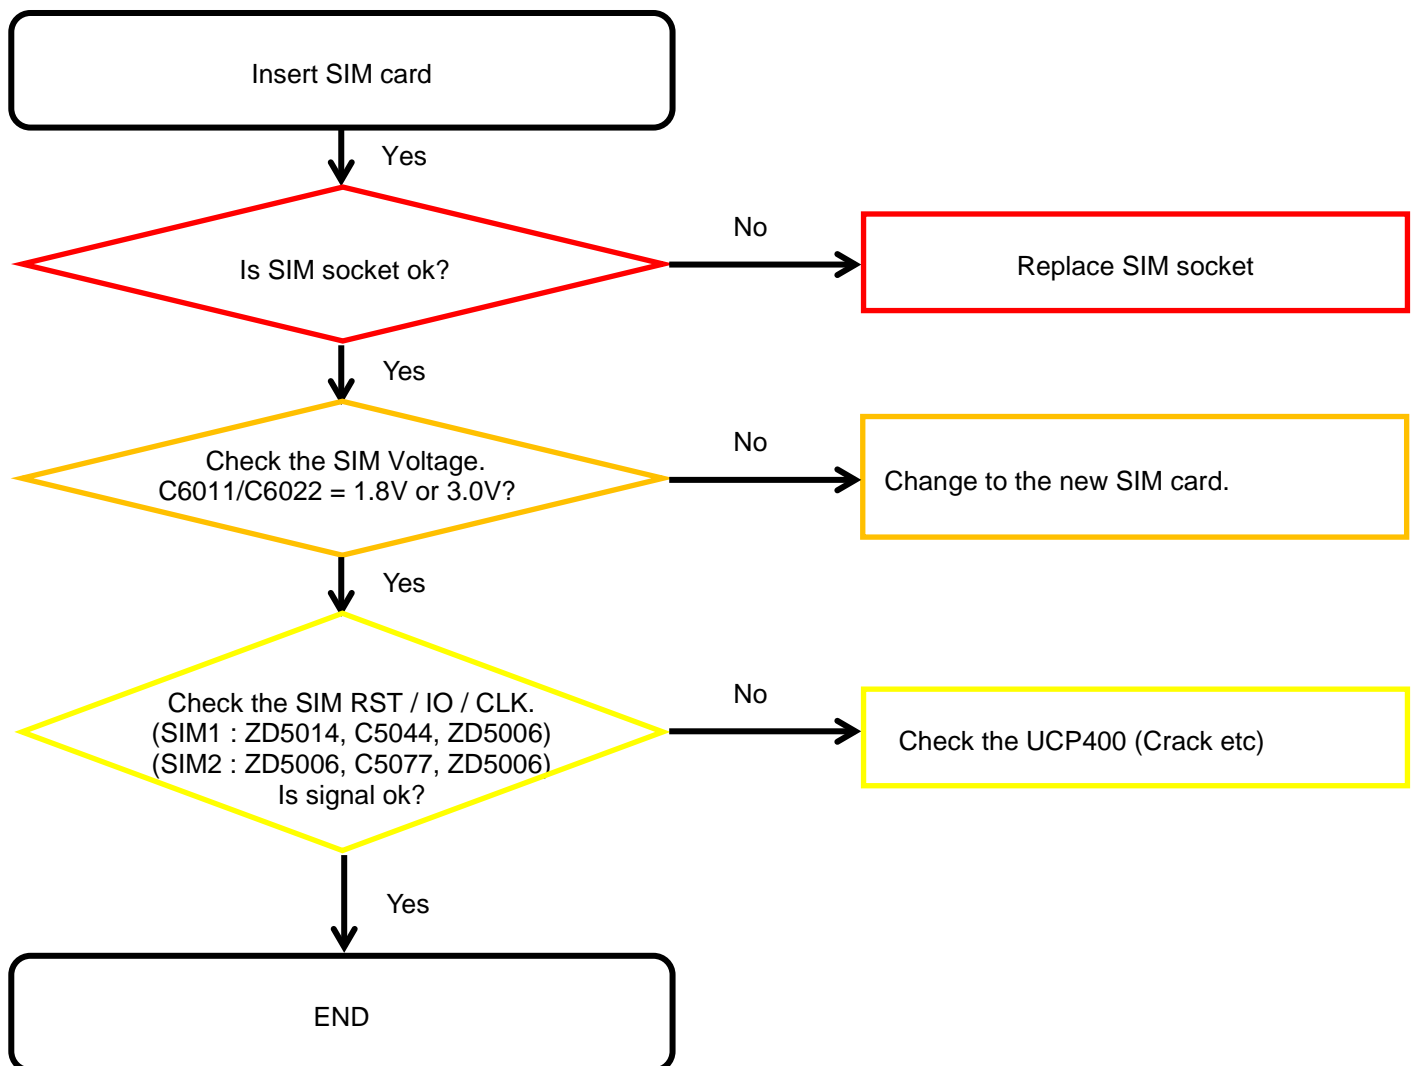 Insert SIM card
Yes
Is SIM socket ok?
No
Replace SIM socket
Yes
Check the SIM Voltage.
C6011/C6022 = 1.8V or 3.0V?
No
Change to the new SIM card.
Yes
Check the SIM RST / IO / CLK.
(SIM1 : ZD5014, C5044, ZD5006)
(SIM2 : ZD5006, C5077, ZD5006)
Is signal ok?
No
Check the UCP400 (Crack etc)
Yes
END